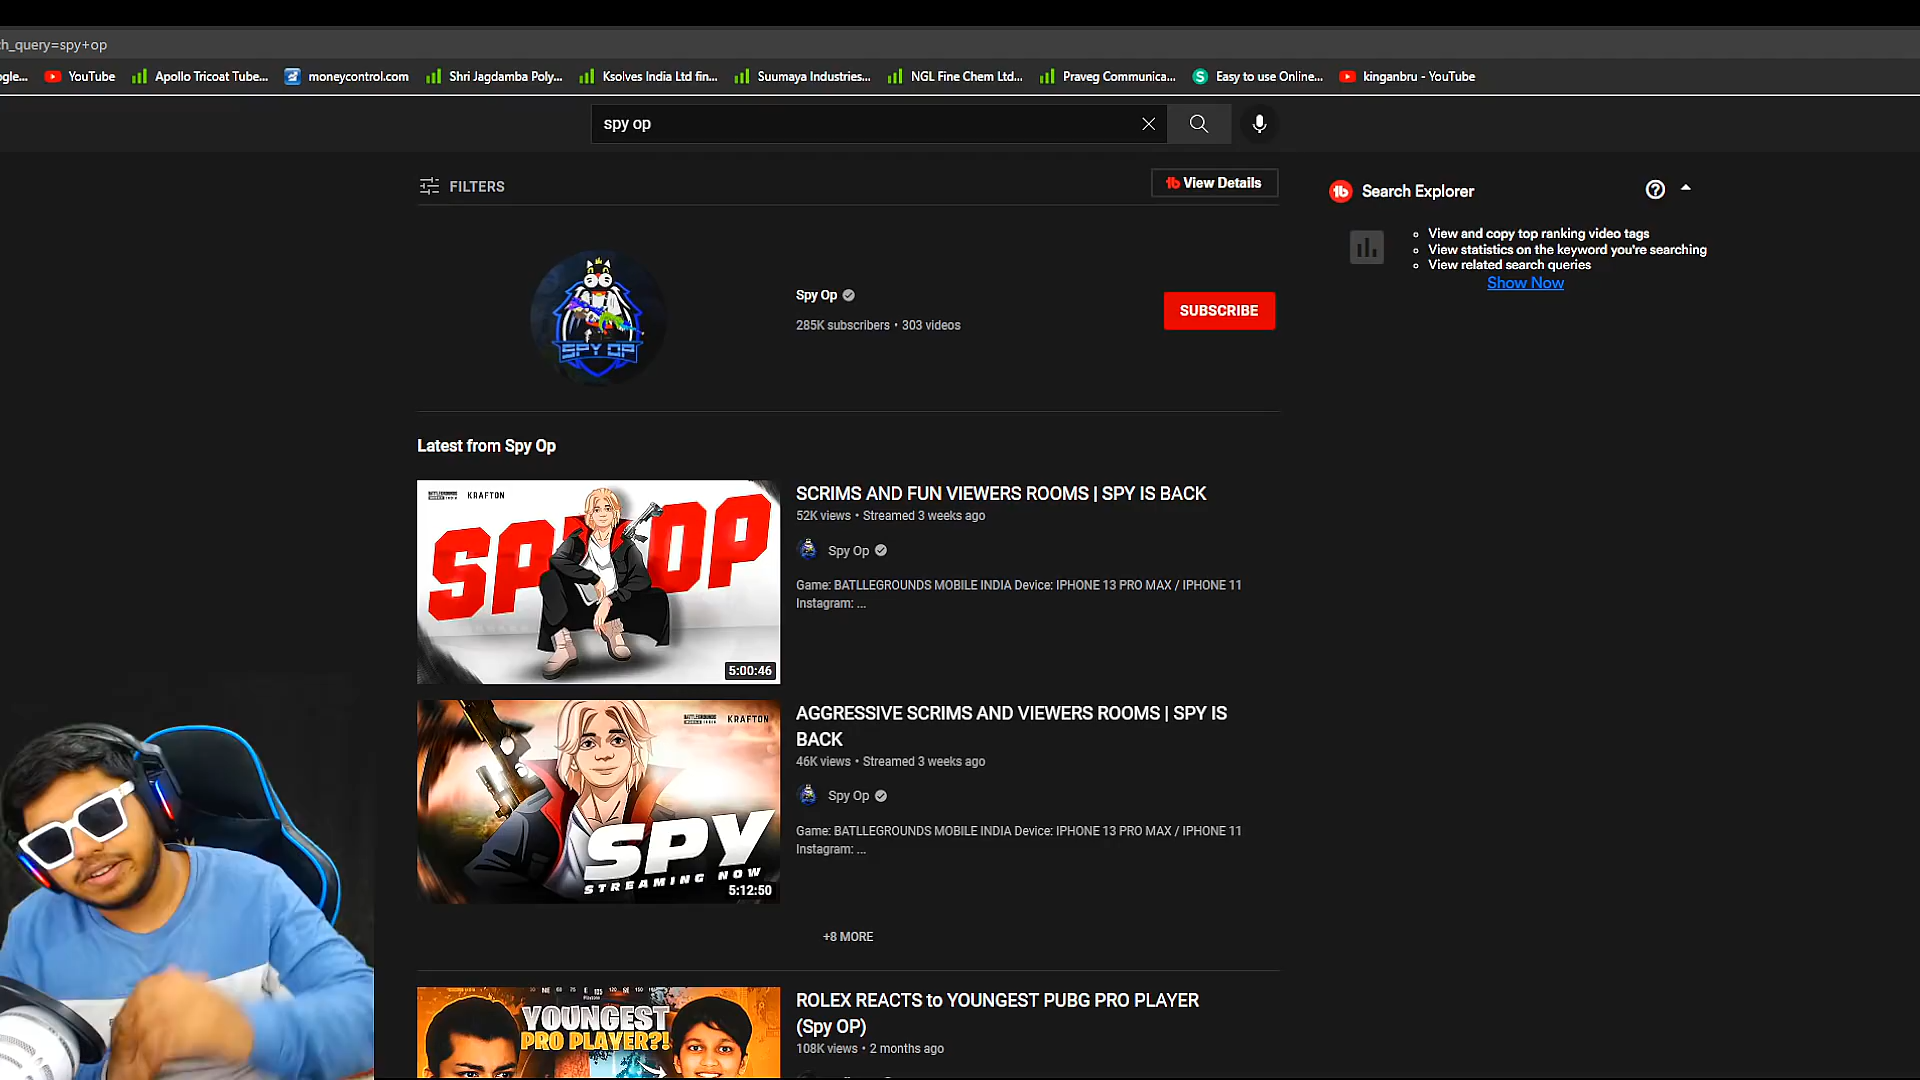 ch_query=spy+op
ogle...
YouTube
Apollo Tricoat Tube...
moneycontrol.com
Shri Jagdamba Poly...
Ksolves India Ltd fin...
Suumaya Industries...
NGL Fine Chem Ltd...
Praveg Communica...
Easy to use Online...
kinganbru - YouTube
spy op
FILTERS
View Details
Search Explorer
View and copy top ranking video tags
View statistics on the keyword you're searching
View related search queries
Show Now
SPY OP
Spy Op
285K subscribers • 303 videos
SUBSCRIBE
Latest from Spy Op
KRAFTON
SPY OP
5:00:46
SCRIMS AND FUN VIEWERS ROOMS | SPY IS BACK
52K views • Streamed 3 weeks ago
Spy Op
Game: BATLLEGROUNDS MOBILE INDIA Device: IPHONE 13 PRO MAX / IPHONE 11
Instagram: ...
KRAFTON
SPY
STREAMING NOW
5:12:50
AGGRESSIVE SCRIMS AND VIEWERS ROOMS | SPY IS
BACK
46K views • Streamed 3 weeks ago
Spy Op
Game: BATLLEGROUNDS MOBILE INDIA Device: IPHONE 13 PRO MAX / IPHONE 11
Instagram: ...
+8 MORE
YOUNGEST
PRO PLAYER?!
ROLEX REACTS to YOUNGEST PUBG PRO PLAYER
(Spy OP)
108K views • 2 months ago